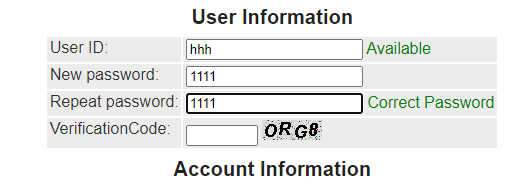 User Information
User ID: hhh Available
New password: 1111
Repeat password: 1111 Correct Password
VerificationCode: ORG8
Account Information